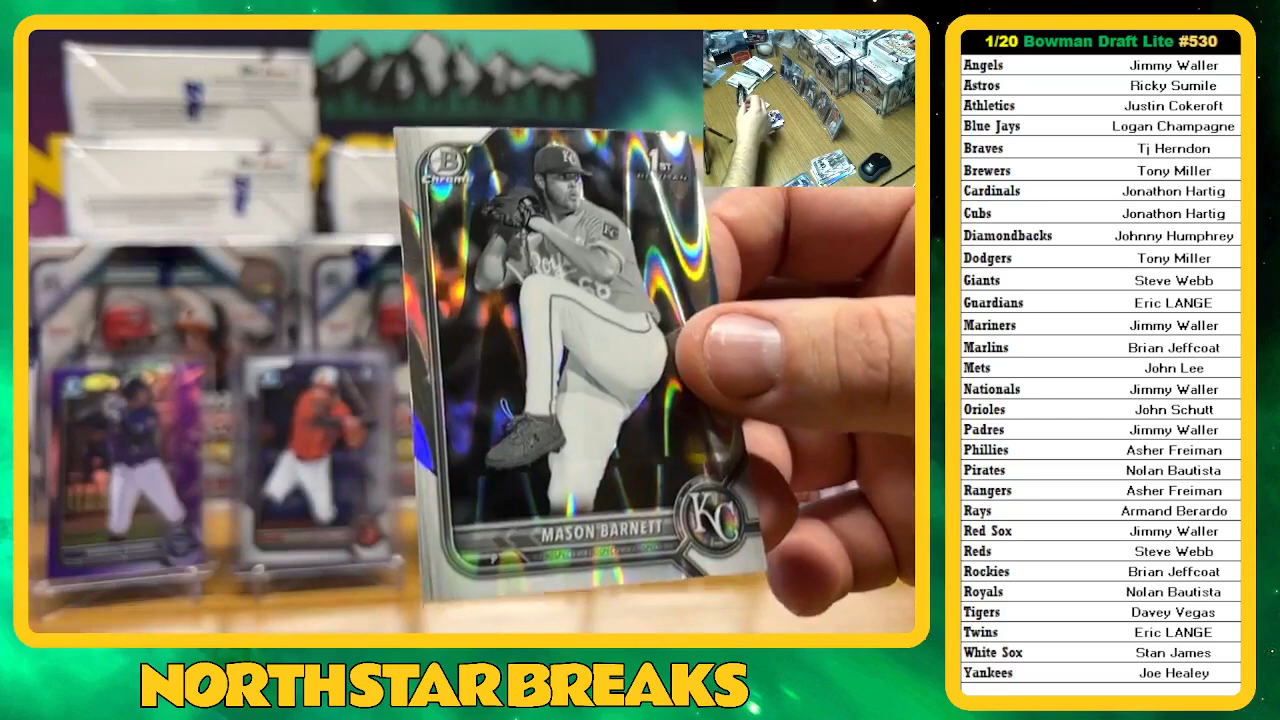 B
Chrome
1ST
BOWMAN
KC
Royals
68
MASON BARNETT
P
KC
NORTHSTAR BREAKS
1/20 Bowman Draft Lite #530
Angels Jimmy Waller
Astros Ricky Sumile
Athletics Justin Cokeroft
Blue Jays Logan Champagne
Braves Tj Herndon
Brewers Tony Miller
Cardinals Jonathon Hartig
Cubs Jonathon Hartig
Diamondbacks Johnny Humphrey
Dodgers Tony Miller
Giants Steve Webb
Guardians Eric LANGE
Mariners Jimmy Waller
Marlins Brian Jeffcoat
Mets John Lee
Nationals Jimmy Waller
Orioles John Schutt
Padres Jimmy Waller
Phillies Asher Freiman
Pirates Nolan Bautista
Rangers Asher Freiman
Rays Armand Berardo
Red Sox Jimmy Waller
Reds Steve Webb
Rockies Brian Jeffcoat
Royals Nolan Bautista
Tigers Davey Vegas
Twins Eric LANGE
White Sox Stan James
Yankees Joe Healey